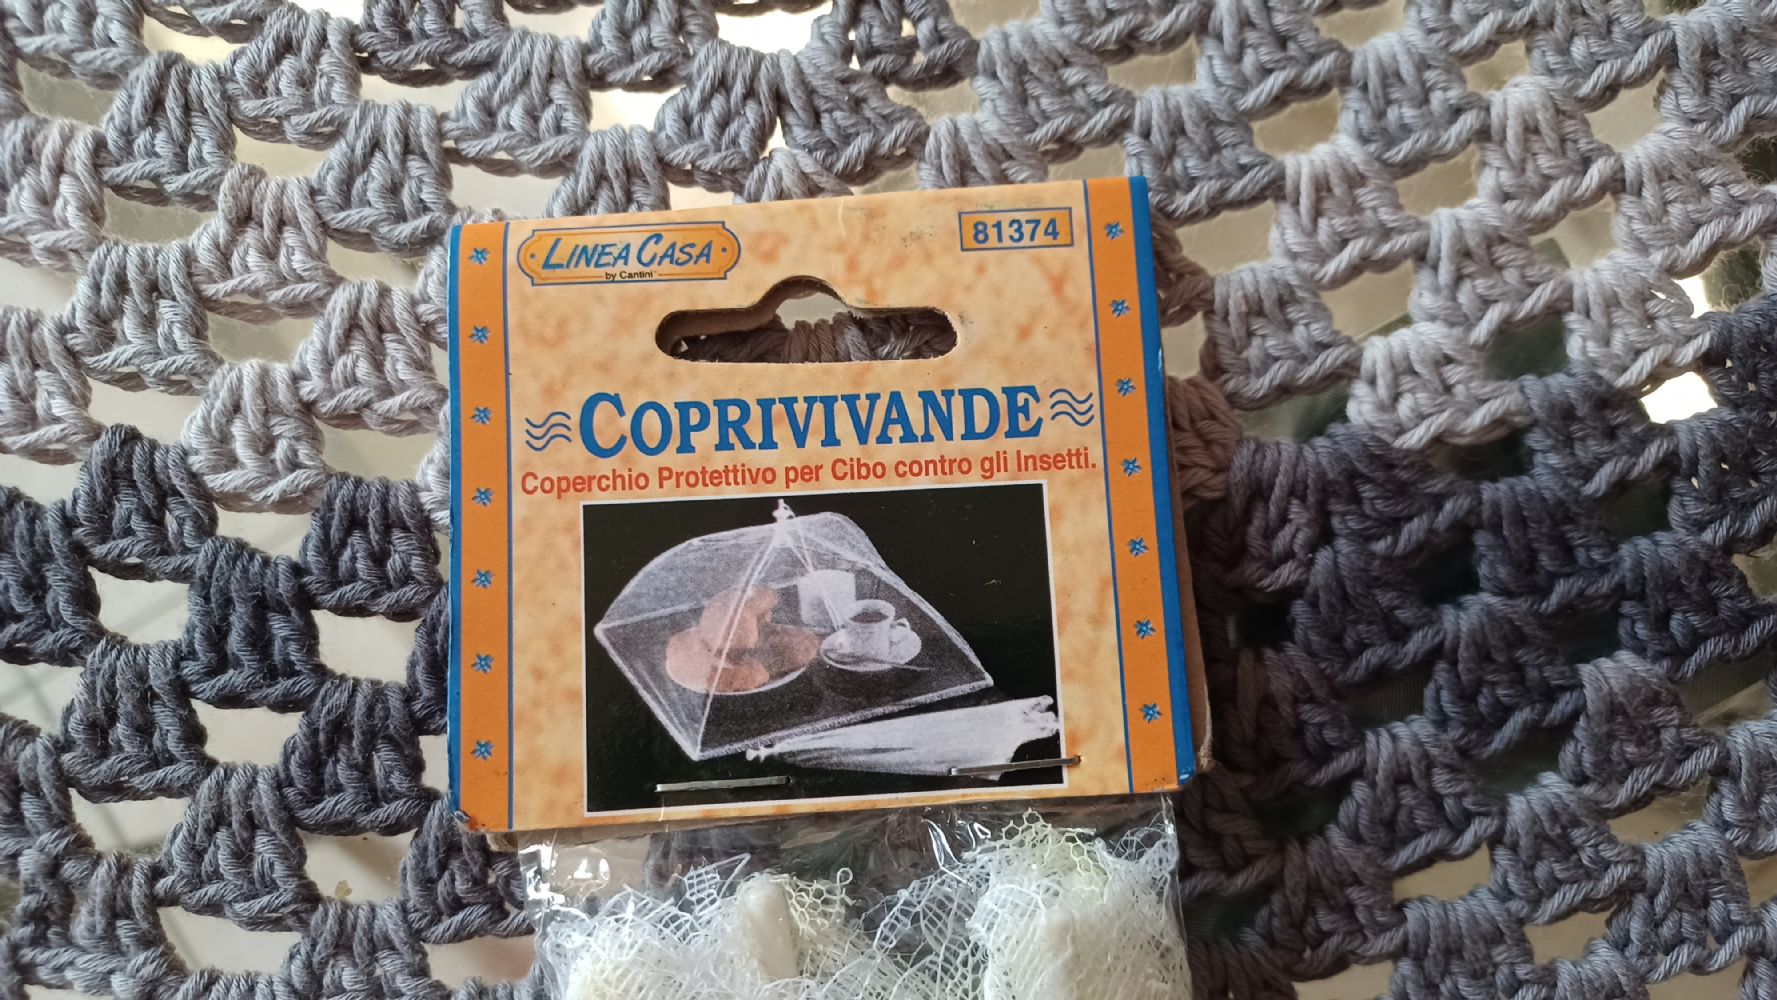 LINEA CASA
by Cantini
81374
COPRIVIVANDE
Coperchio Protettivo per Cibo contro gli Insetti.